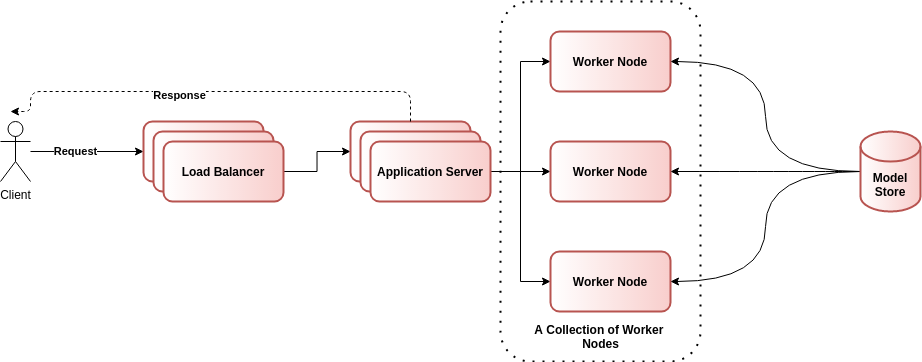 Response
Request
Client
Load Balancer
Application Server
Worker Node
Worker Node
Worker Node
A Collection of Worker
Nodes
Model
Store